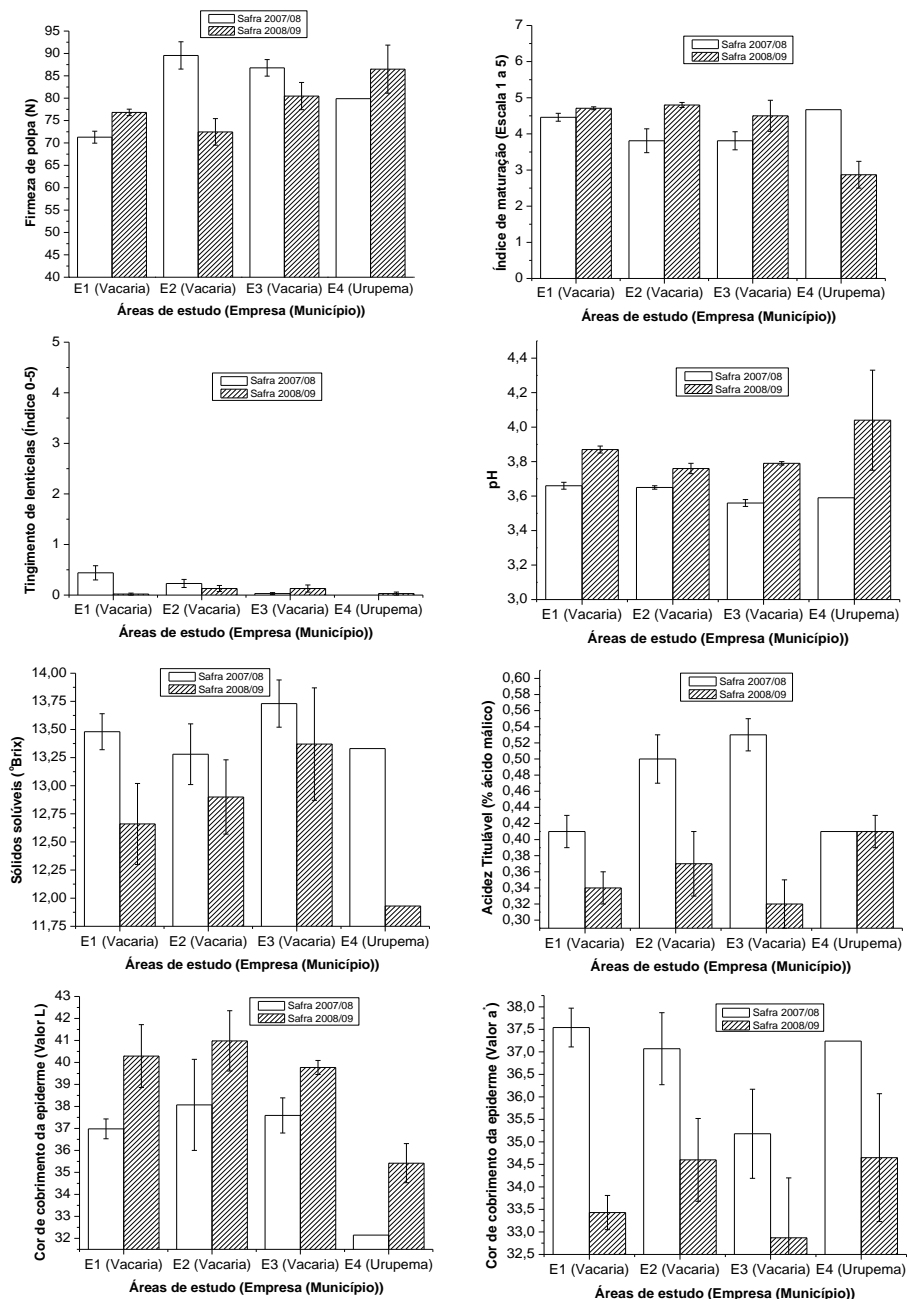 Safra 2007/08
Safra 2008/09
95
90
85
80
75
70
65
60
55
50
45
40
Firmeza de polpa (N)
E1 (Vacaria) E2 (Vacaria) E3 (Vacaria) E4 (Urupema)
Áreas de estudo (Empresa (Município))
Safra 2007/08
Safra 2008/09
7
6
5
4
3
2
1
0
Índice de maturação (Escala 1 a 5)
E1 (Vacaria) E2 (Vacaria) E3 (Vacaria) E4 (Urupema)
Áreas de estudo (Empresa (Município))
Safra 2007/08
Safra 2008/09
5
4
3
2
1
0
Tingimento de lenticelas (Índice 0-5)
E1 (Vacaria) E2 (Vacaria) E3 (Vacaria) E4 (Urupema)
Áreas de estudo (Empresa (Município))
Safra 2007/08
Safra 2008/09
4,4
4,2
4,0
3,8
3,6
3,4
3,2
3,0
pH
E1 (Vacaria) E2 (Vacaria) E3 (Vacaria) E4 (Urupema)
Áreas de estudo (Empresa (Município))
Safra 2007/08
Safra 2008/09
14,00
13,75
13,50
13,25
13,00
12,75
12,50
12,25
12,00
11,75
Sólidos solúveis (°Brix)
E1 (Vacaria) E2 (Vacaria) E3 (Vacaria) E4 (Urupema)
Áreas de estudo (Empresa (Município))
Safra 2007/08
Safra 2008/09
0,60
0,58
0,56
0,54
0,52
0,50
0,48
0,46
0,44
0,42
0,40
0,38
0,36
0,34
0,32
0,30
Acidez Titulável (% ácido málico)
E1 (Vacaria) E2 (Vacaria) E3 (Vacaria) E4 (Urupema)
Áreas de estudo (Empresa (Município))
Safra 2007/08
Safra 2008/09
43
42
41
40
39
38
37
36
35
34
33
32
Cor de cobrimento da epiderme (Valor L)
E1 (Vacaria) E2 (Vacaria) E3 (Vacaria) E4 (Urupema)
Áreas de estudo (Empresa (Município))
Safra 2007/08
Safra 2008/09
38,0
37,5
37,0
36,5
36,0
35,5
35,0
34,5
34,0
33,5
33,0
32,5
Cor de cobrimento da epiderme (Valor a*)
E1 (Vacaria) E2 (Vacaria) E3 (Vacaria) E4 (Urupema)
Áreas de estudo (Empresa (Município))